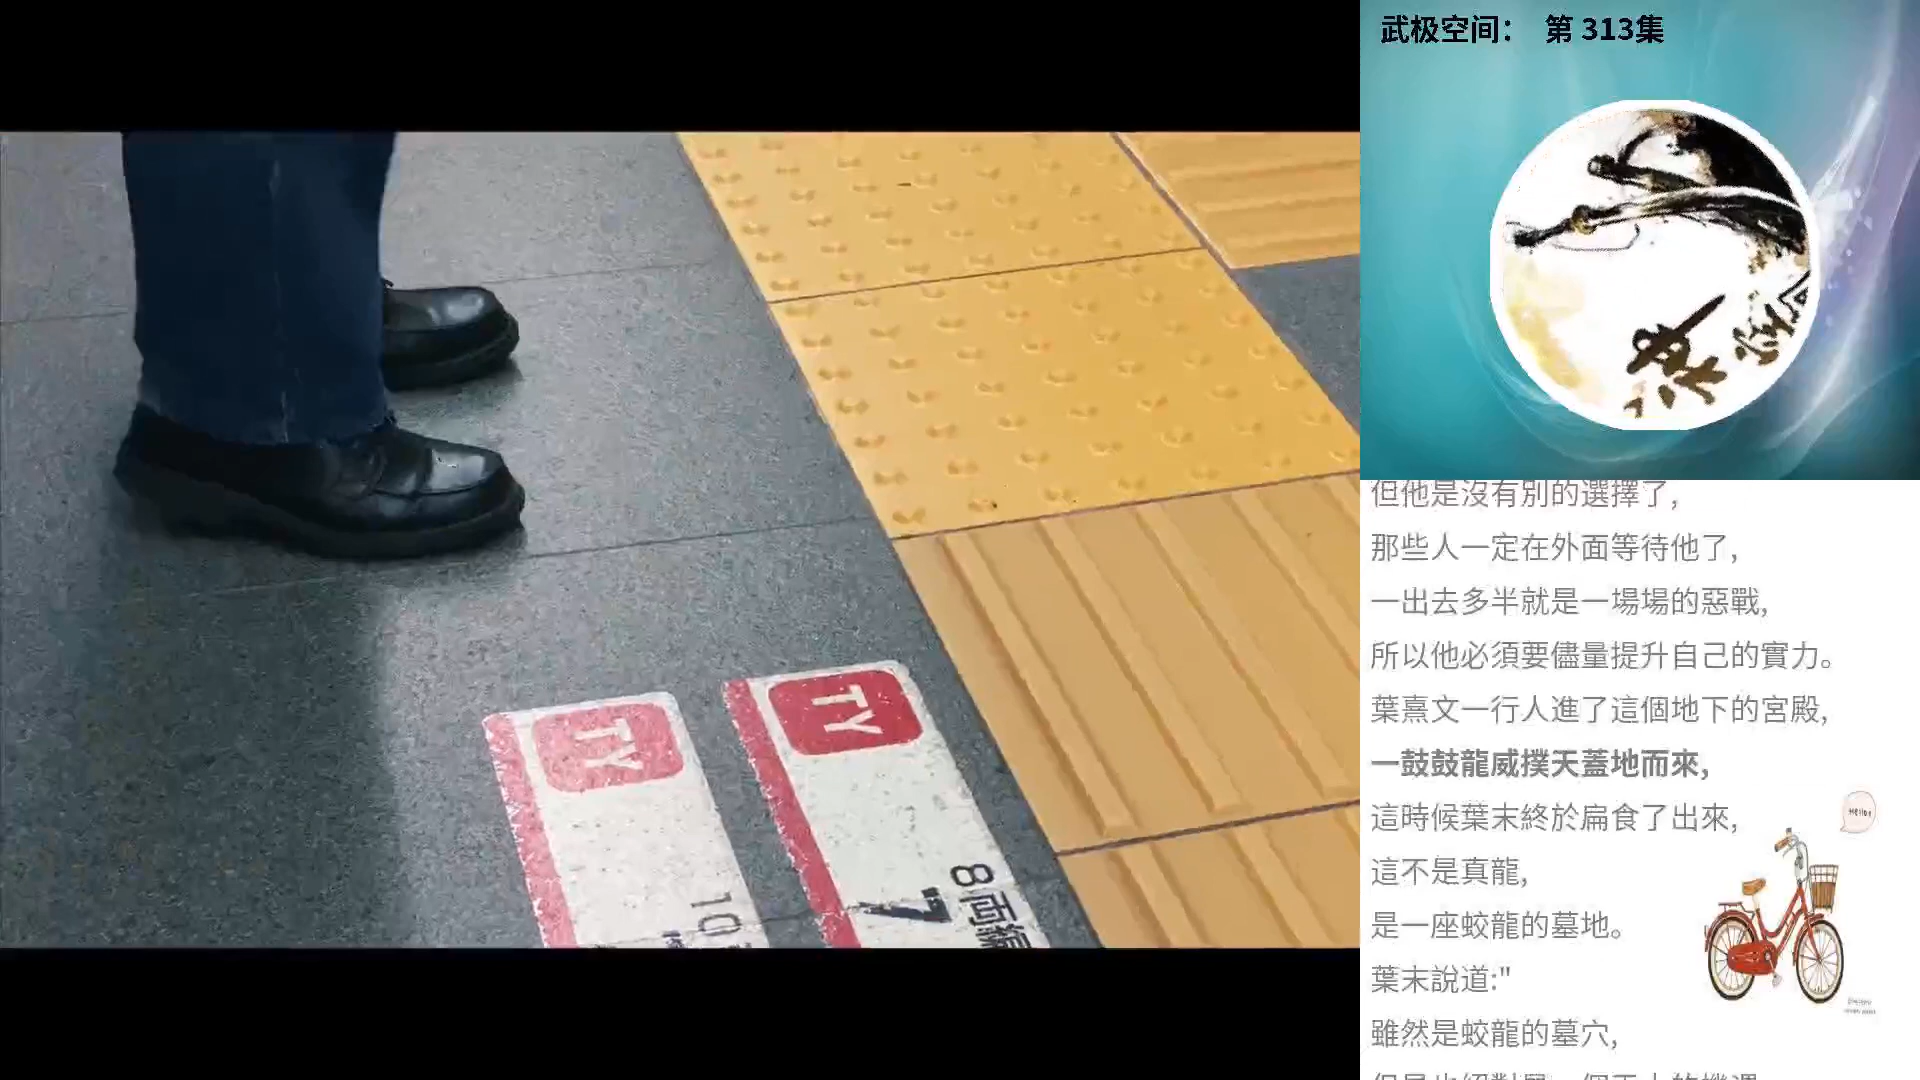 武极空间： 第 313集
但他是沒有別的選擇了,
那些人一定在外面等待他了,
一出去多半就是一場場的惡戰,
所以他必須要儘量提升自己的實力。
葉熹文一行人進了這個地下的宮殿,
一鼓鼓龍威撲天蓋地而來,
這時候葉末終於扁食了出來,
這不是真龍,
是一座蛟龍的墓地。
葉末說道:"
雖然是蛟龍的墓穴,
Hello!
TY
TY
10
8両編
7